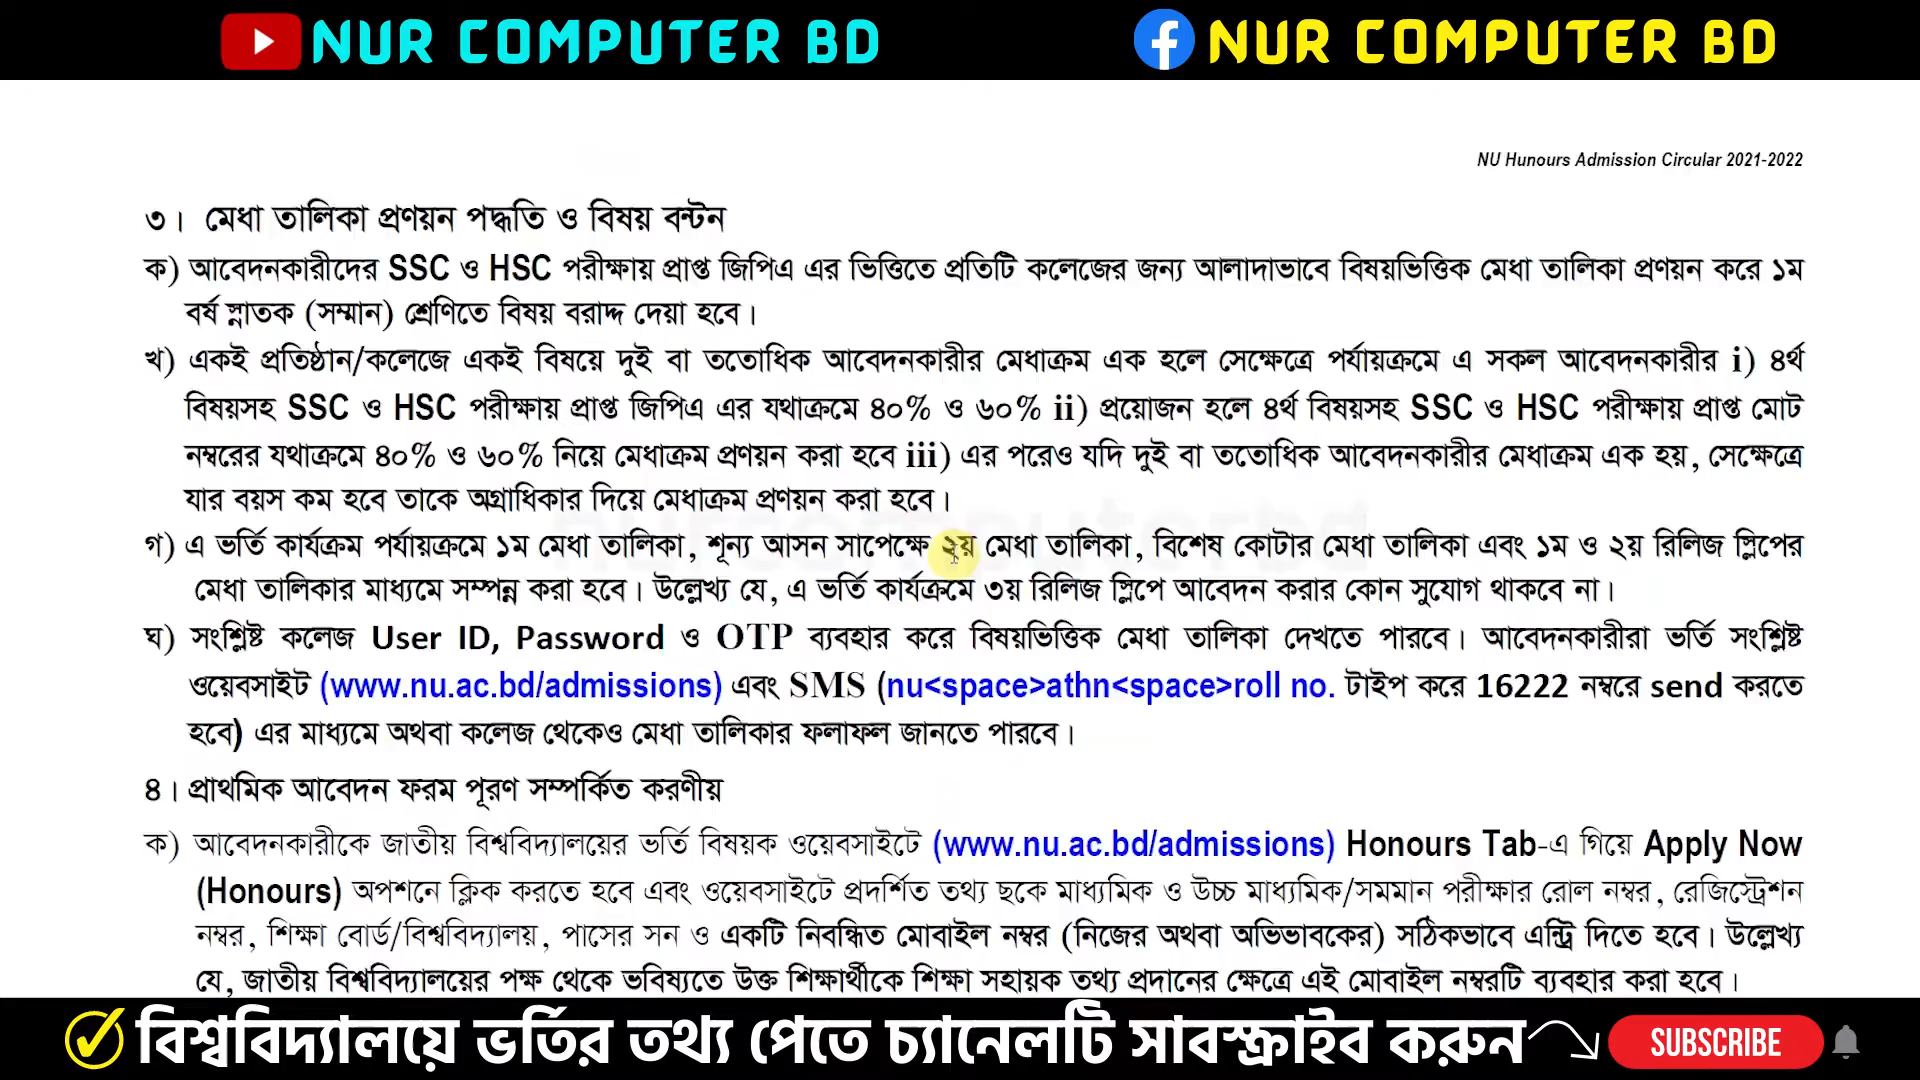 NUR COMPUTER BD
NUR COMPUTER BD
NU Hunours Admission Circular 2021-2022
৩। মেধা তালিকা প্রণয়ন পদ্ধতি ও বিষয় বন্টন
ক) আবেদনকারীদের SSC ও HSC পরীক্ষায় প্রাপ্ত জিপিএ এর ভিত্তিতে প্রতিটি কলেজের জন্য আলাদাভাবে বিষয়ভিত্তিক মেধা তালিকা প্রণয়ন করে ১ম
বর্ষ স্নাতক (সম্মান) শ্রেণিতে বিষয় বরাদ্দ দেয়া হবে।
খ) একই প্রতিষ্ঠান/কলেজে একই বিষয়ে দুই বা ততোধিক আবেদনকারীর মেধাক্রম এক হলে সেক্ষেত্রে পর্যায়ক্রমে এ সকল আবেদনকারীর i) ৪র্থ
বিষয়সহ SSC ও HSC পরীক্ষায় প্রাপ্ত জিপিএ এর যথাক্রমে ৪০% ও ৬০% ii) প্রয়োজন হলে ৪র্থ বিষয়সহ SSC ও HSC পরীক্ষায় প্রাপ্ত মোট
নম্বরের যথাক্রমে ৪০% ও ৬০% নিয়ে মেধাক্রম প্রণয়ন করা হবে iii) এর পরেও যদি দুই বা ততোধিক আবেদনকারীর মেধাক্রম এক হয়, সেক্ষেত্রে
যার বয়স কম হবে তাকে অগ্রাধিকার দিয়ে মেধাক্রম প্রণয়ন করা হবে।
nurcomputerbd
গ) এ ভর্তি কার্যক্রম পর্যায়ক্রমে ১ম মেধা তালিকা, শূন্য আসন সাপেক্ষে ২য় মেধা তালিকা, বিশেষ কোটার মেধা তালিকা এবং ১ম ও ২য় রিলিজ স্লিপের
মেধা তালিকার মাধ্যমে সম্পন্ন করা হবে। উল্লেখ্য যে, এ ভর্তি কার্যক্রমে ৩য় রিলিজ স্লিপে আবেদন করার কোন সুযোগ থাকবে না।
ঘ) সংশ্লিষ্ট কলেজ User ID, Password ও OTP ব্যবহার করে বিষয়ভিত্তিক মেধা তালিকা দেখতে পারবে। আবেদনকারীরা ভর্তি সংশ্লিষ্ট
ওয়েবসাইট (www.nu.ac.bd/admissions) এবং SMS (nu<space>athn<space>roll no. টাইপ করে 16222 নম্বরে send করতে
হবে) এর মাধ্যমে অথবা কলেজ থেকেও মেধা তালিকার ফলাফল জানতে পারবে।
৪। প্রাথমিক আবেদন ফরম পূরণ সম্পর্কিত করণীয়
ক) আবেদনকারীকে জাতীয় বিশ্ববিদ্যালয়ের ভর্তি বিষয়ক ওয়েবসাইটে (www.nu.ac.bd/admissions) Honours Tab-এ গিয়ে Apply Now
(Honours) অপশনে ক্লিক করতে হবে এবং ওয়েবসাইটে প্রদর্শিত তথ্য ছকে মাধ্যমিক ও উচ্চ মাধ্যমিক/সমমান পরীক্ষার রোল নম্বর, রেজিস্ট্রেশন
নম্বর, শিক্ষা বোর্ড/বিশ্ববিদ্যালয়, পাসের সন ও একটি নিবন্ধিত মোবাইল নম্বর (নিজের অথবা অভিভাবকের) সঠিকভাবে এন্ট্রি দিতে হবে। উল্লেখ্য
যে, জাতীয় বিশ্ববিদ্যালয়ের পক্ষ থেকে ভবিষ্যতে উক্ত শিক্ষার্থীকে শিক্ষা সহায়ক তথ্য প্রদানের ক্ষেত্রে এই মোবাইল নম্বরটি ব্যবহার করা হবে।
বিশ্ববিদ্যালয়ে ভর্তির তথ্য পেতে চ্যানেলটি সাবস্ক্রাইব করুন
SUBSCRIBE